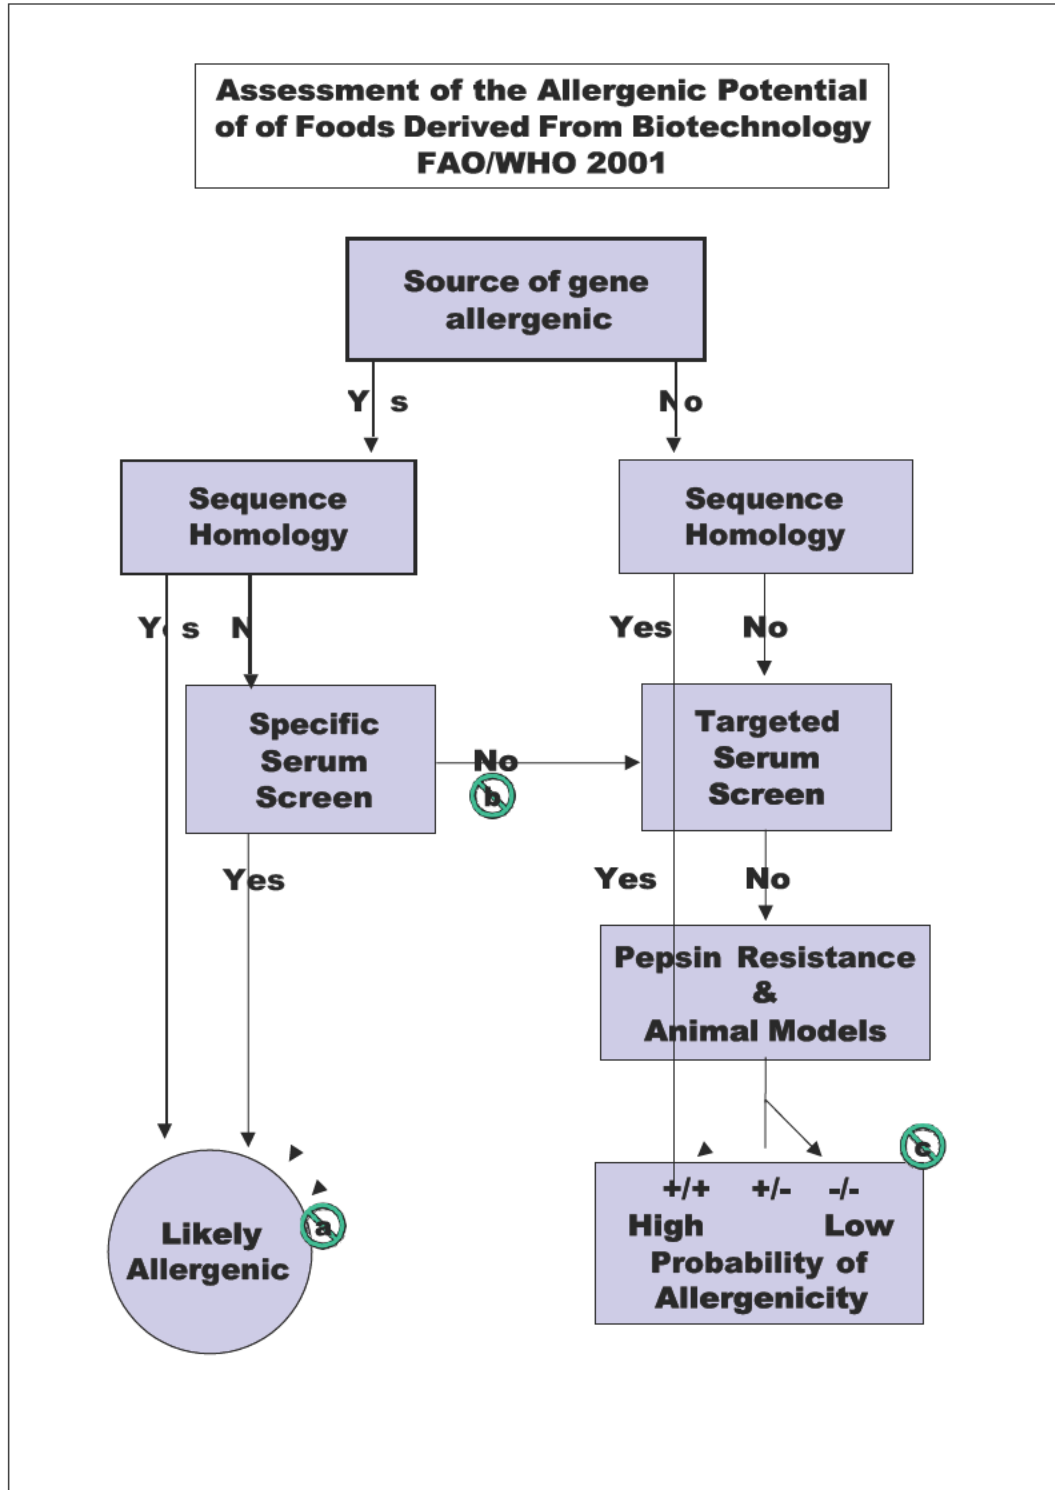 Assessment of the Allergenic Potential
of of Foods Derived From Biotechnology
FAO/WHO 2001
Source of gene
allergenic
Y s
No
Sequence
Homology
Sequence
Homology
Yes
N
Yes
No
Specific
Serum
Screen
No
b
Targeted
Serum
Screen
Yes
Yes
No
Pepsin Resistance
&
Animal Models
c
+/+ +/- -/-
High Low
Probability of
Allergenicity
a
Likely
Allergenic